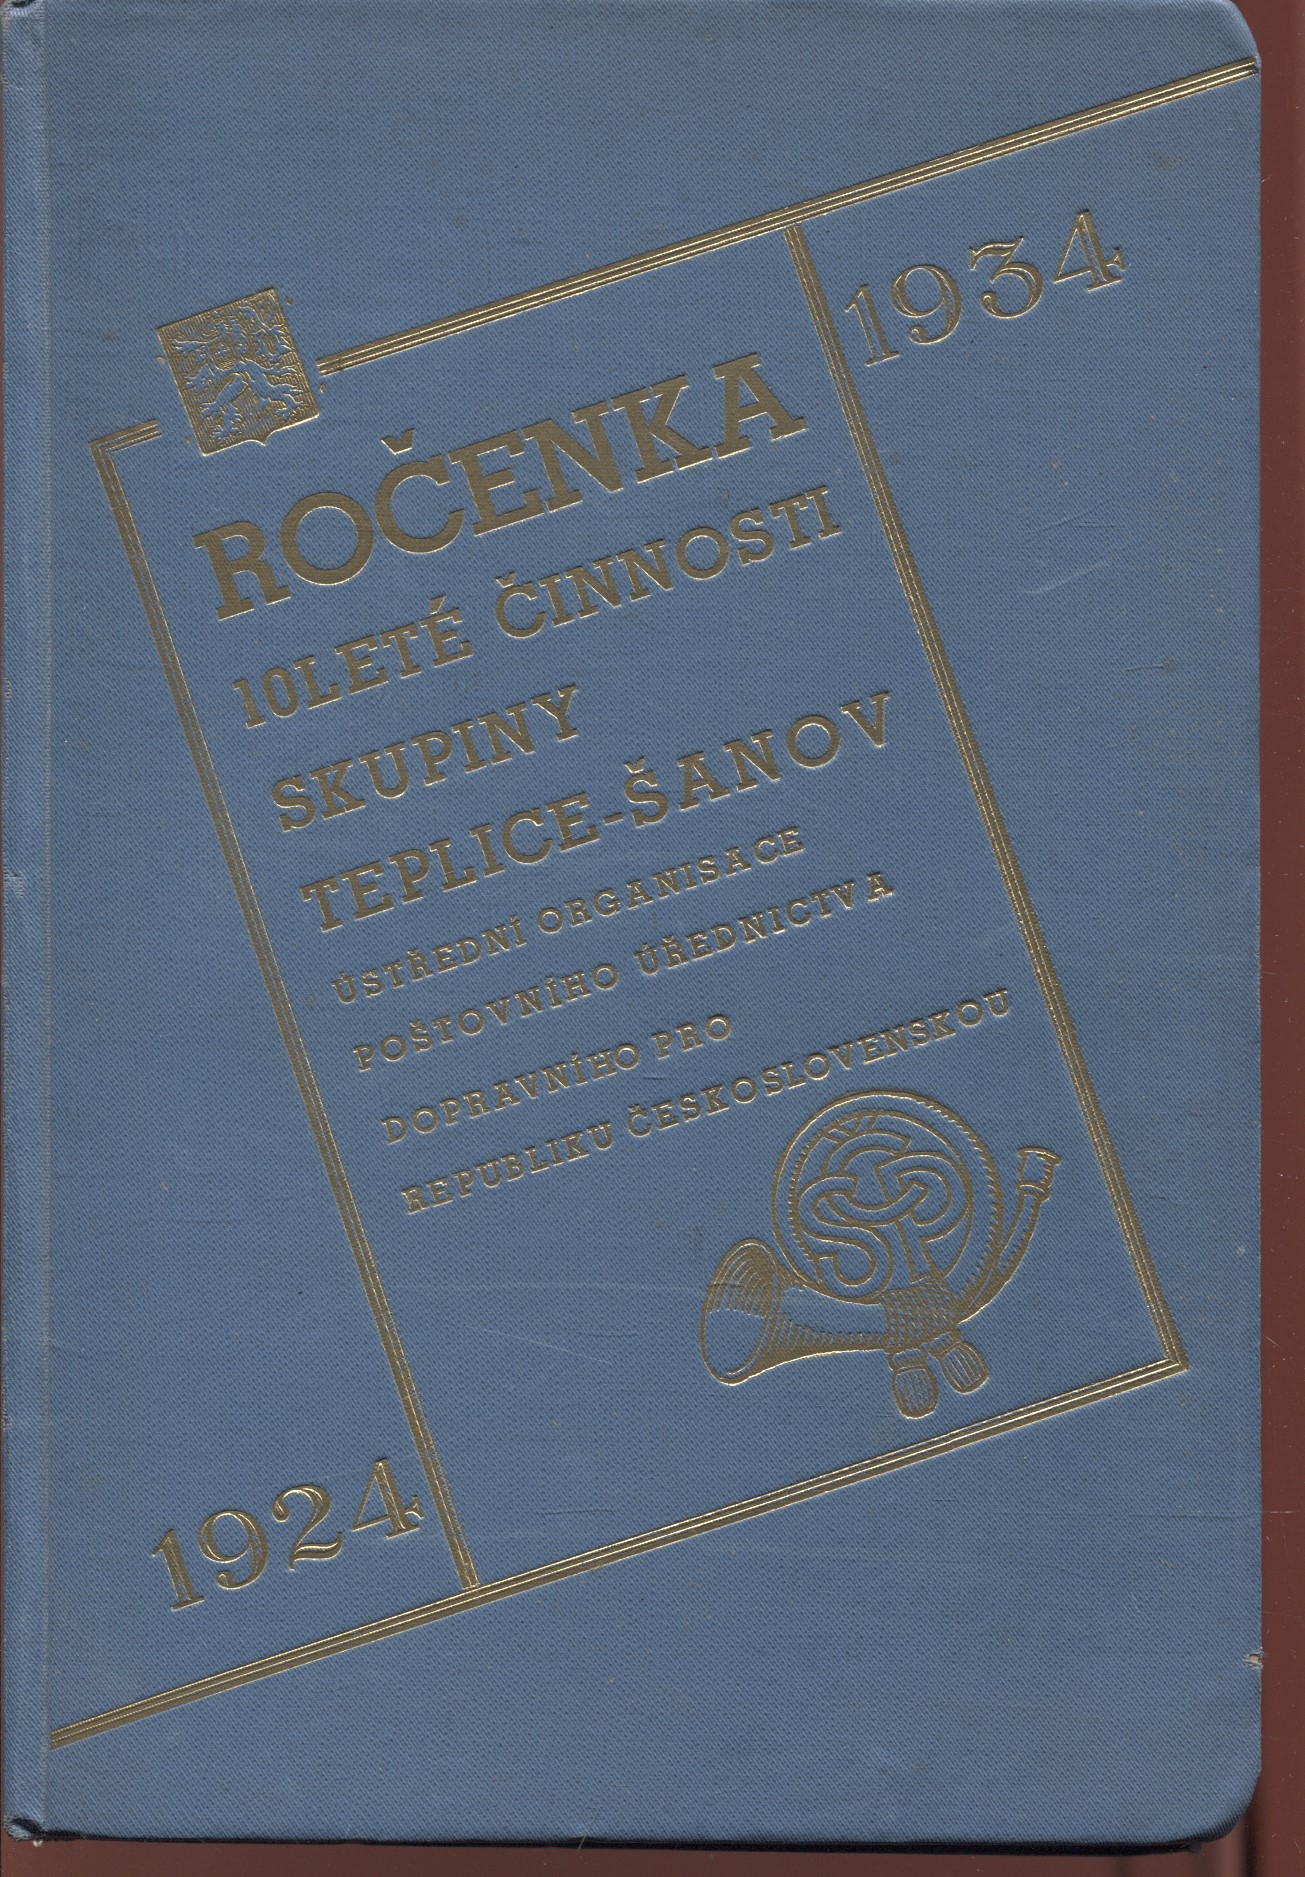 1934
ROČENKA
10LETÉ ČINNOSTI
SKUPINY
TEPLICE-ŠANOV
ÚSTŘEDNÍ ORGANISACE
POŠTOVNÍHO ÚŘEDNICTVA
DOPRAVNÍHO PRO
REPUBLIKU ČESKOSLOVENSKOU
1924